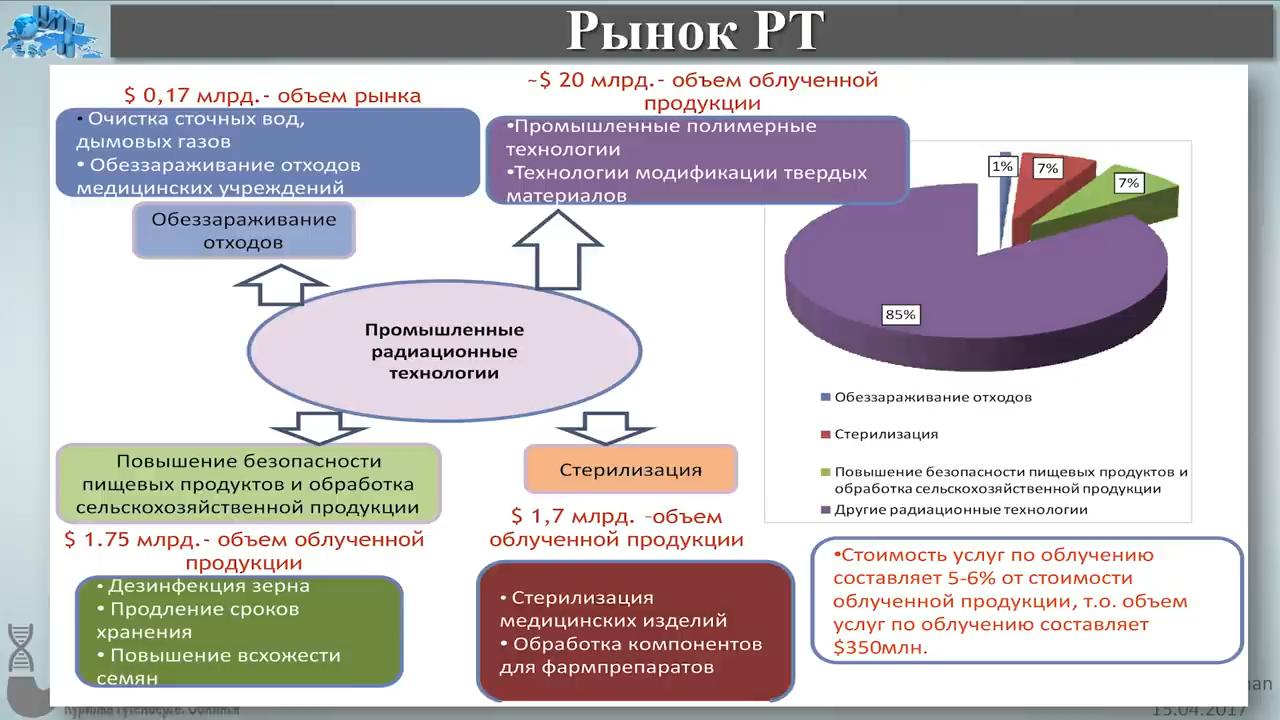 Рынок РТ
$ 0,17 млрд.- объем рынка
• Очистка сточных вод,
дымовых газов
• Обеззараживание отходов
медицинских учреждений
Обеззараживание
отходов
~$ 20 млрд.- объем облученной
продукции
•Промышленные полимерные
технологии
•Технологии модификации твердых
материалов
Промышленные
радиационные
технологии
Повышение безопасности
пищевых продуктов и обработка
сельскохозяйственной продукции
$ 1.75 млрд.- объем облученной
продукции
• Дезинфекция зерна
• Продление сроков
хранения
• Повышение всхожести
семян
Стерилизация
$ 1,7 млрд. –объем
облученной продукции
• Стерилизация
медицинских изделий
• Обработка компонентов
для фармпрепаратов
1%
7%
7%
85%
Обеззараживание отходов
Стерилизация
Повышение безопасности пищевых продуктов и
обработка сельскохозяйственной продукции
Другие радиационные технологии
•Стоимость услуг по облучению
составляет 5-6% от стоимости
облученной продукции, т.о. объем
услуг по облучению составляет
$350млн.
15.04.2017